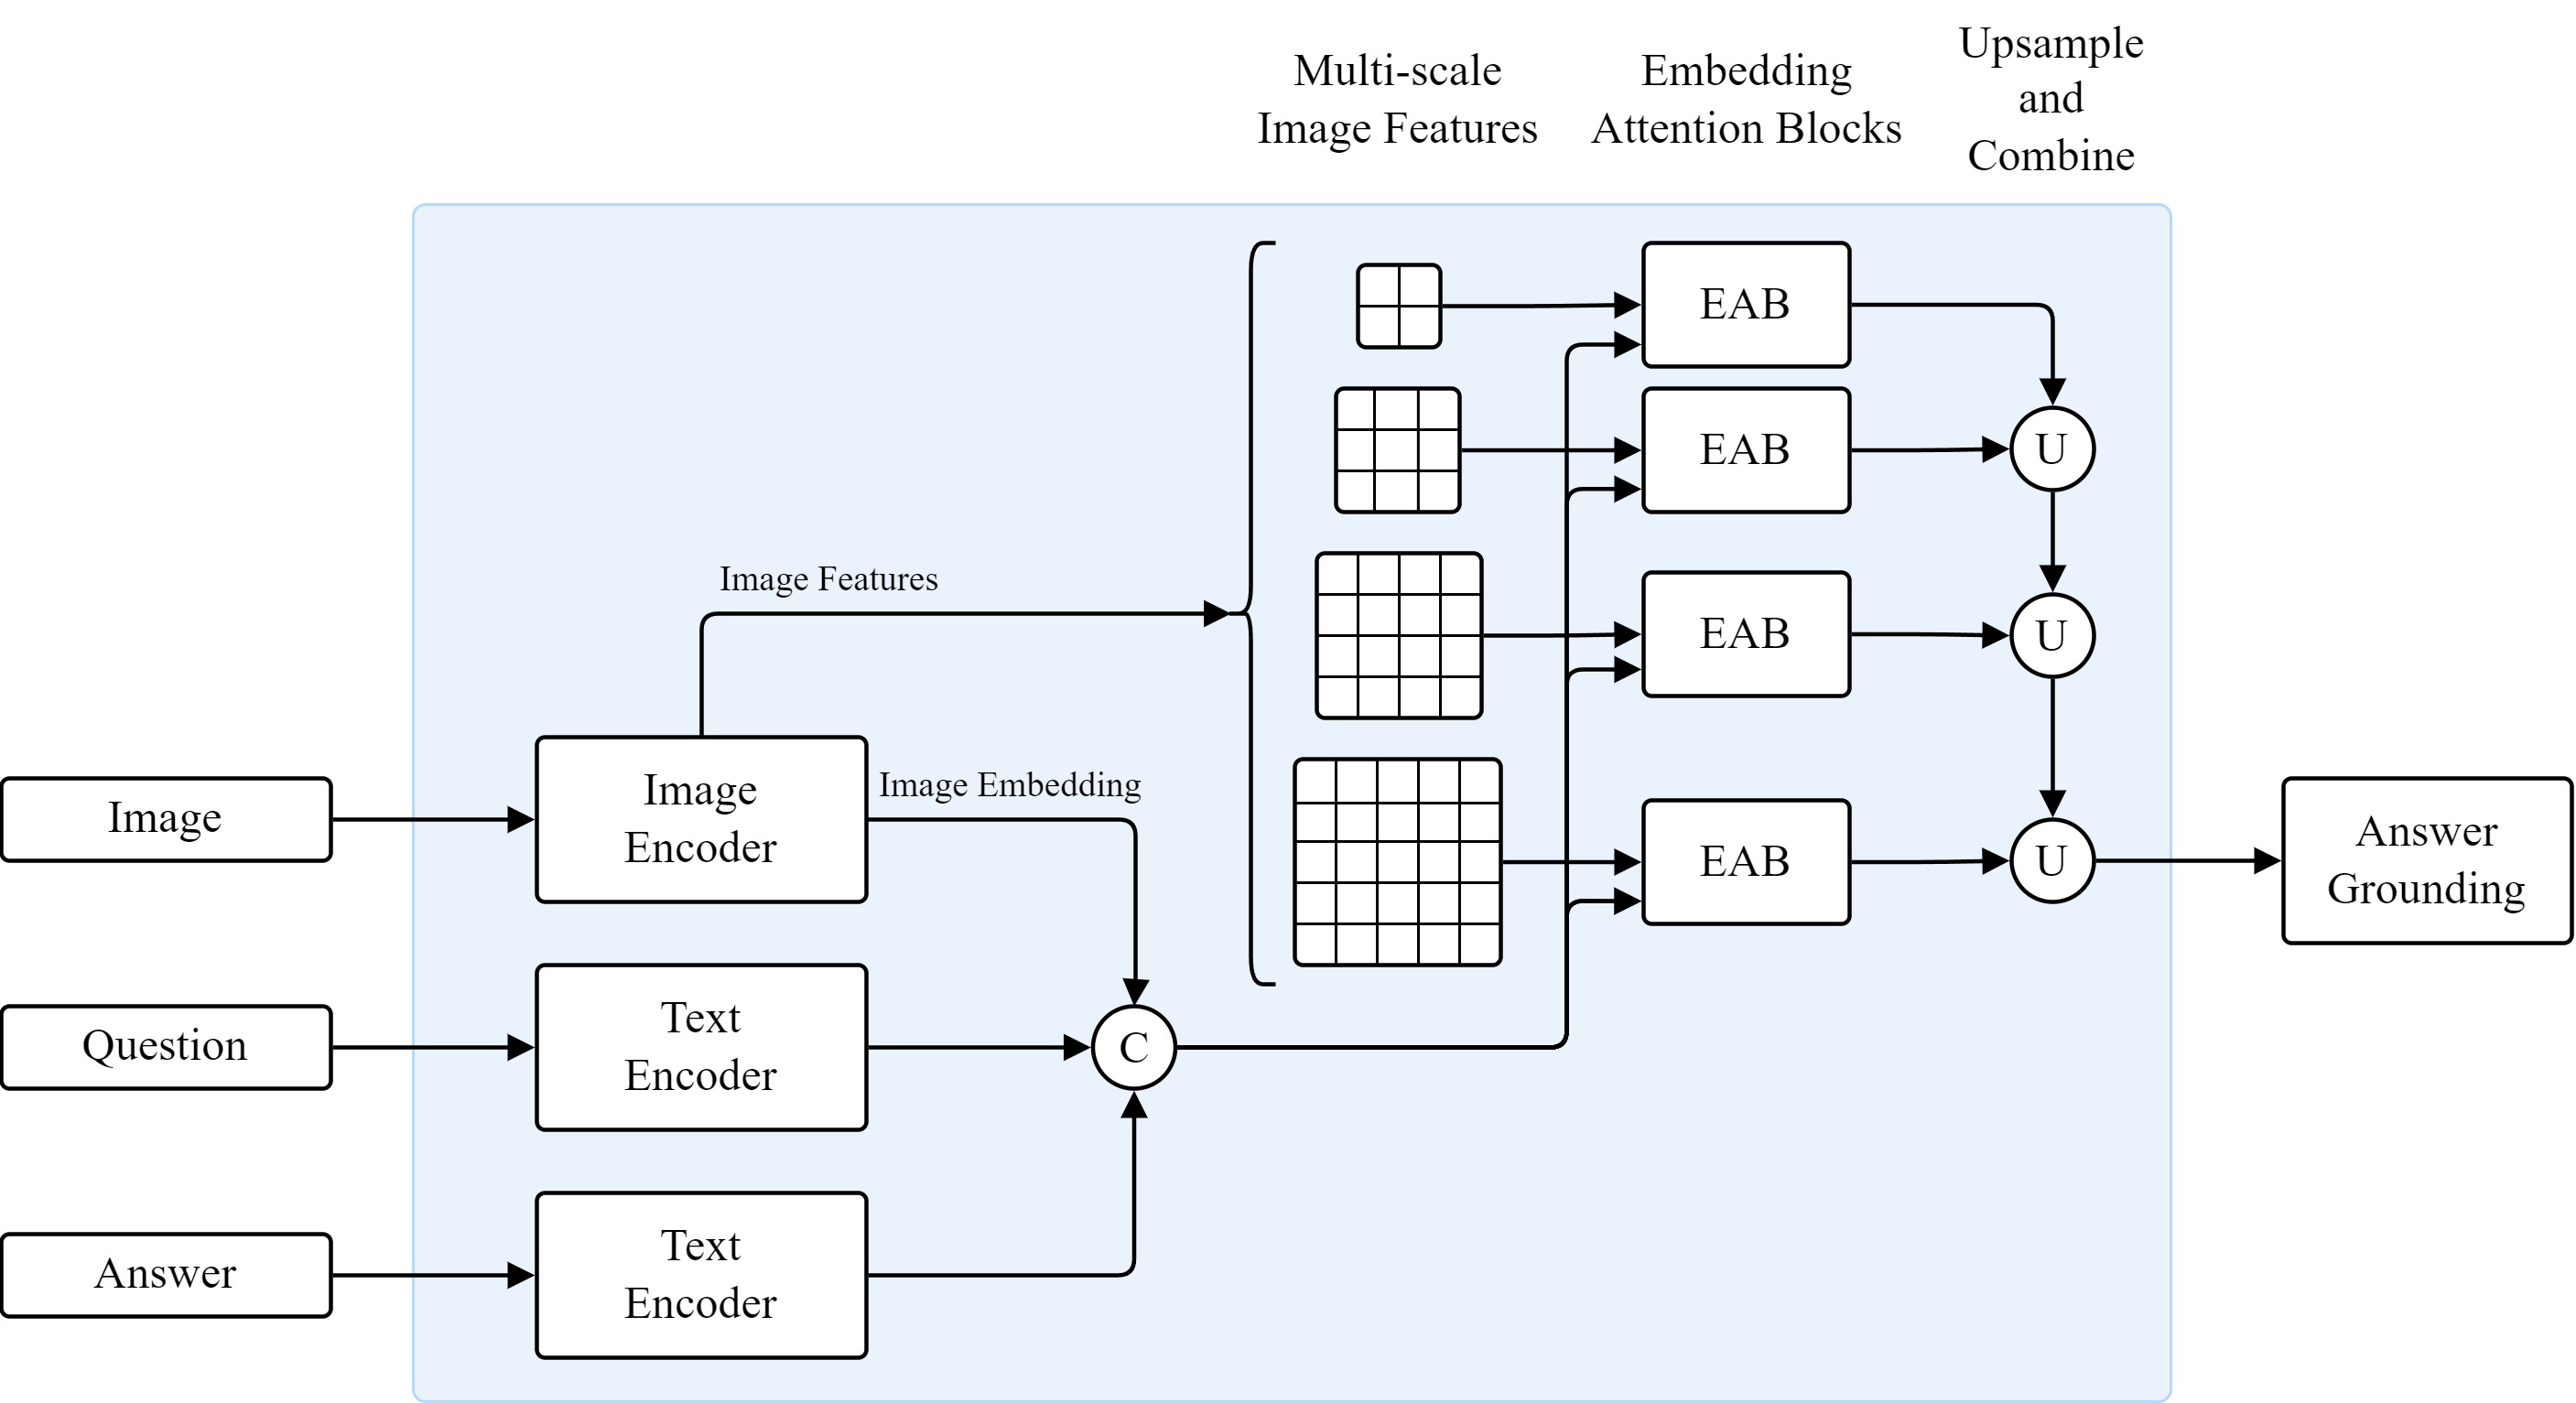 Multi-scale
Image Features
Embedding
Attention Blocks
Upsample
and
Combine
EAB
EAB
U
Image Features
EAB
U
Image
Image
Encoder
Image Embedding
EAB
U
Answer
Grounding
Question
Text
Encoder
C
Answer
Text
Encoder